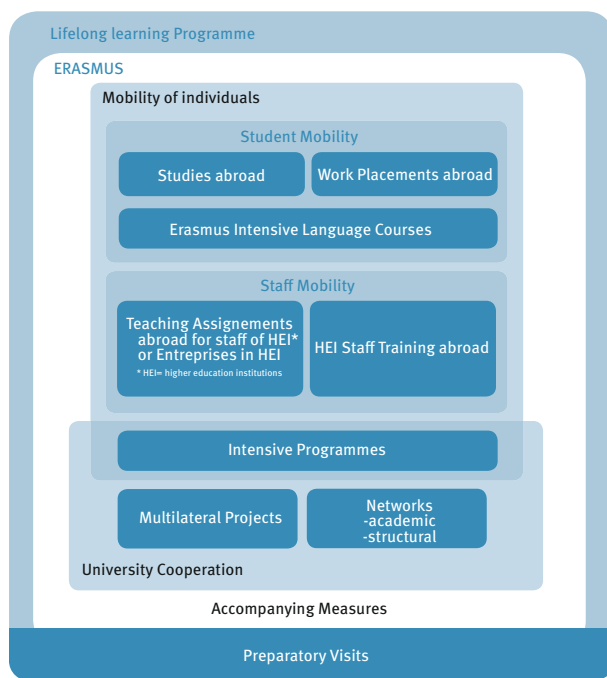 Lifelong learning Programme
ERASMUS
Mobility of individuals
Student Mobility
Studies abroad
Work Placements abroad
Erasmus Intensive Language Courses
Staff Mobility
Teaching Assignements
abroad for staff of HEI*
or Entreprises in HEI
* HEI= higher education institutions
HEI Staff Training abroad
Intensive Programmes
Multilateral Projects
Networks
-academic
-structural
University Cooperation
Accompanying Measures
Preparatory Visits